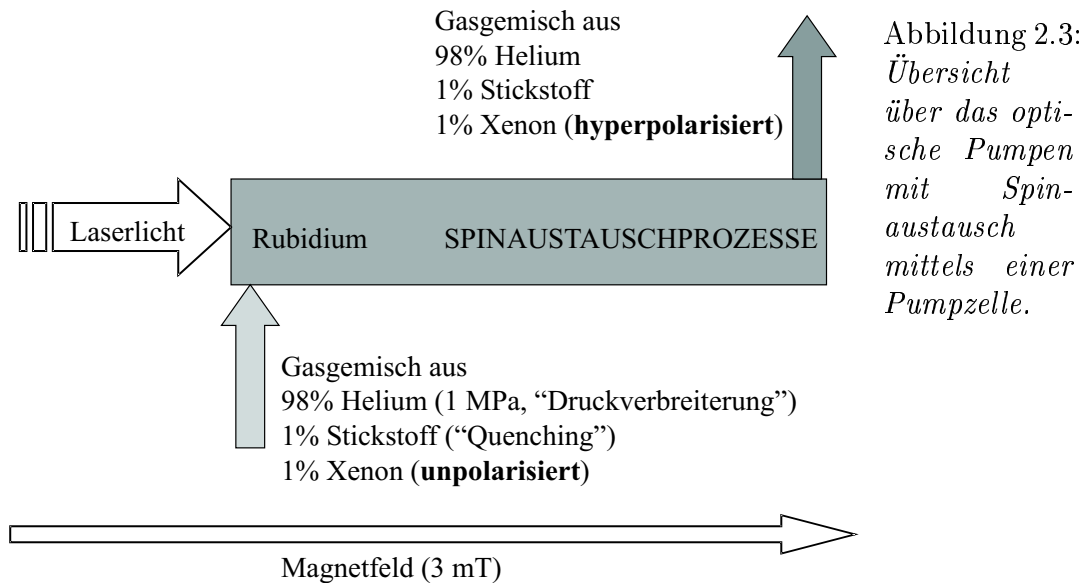 Gasgemisch aus
98% Helium
1% Stickstoff
1% Xenon (hyperpolarisiert)
Abbildung 2.3:
Übersicht
über das opti-
sche Pumpen
mit Spin-
austausch
mittels einer
Pumpzelle.
Laserlicht
Rubidium SPINAUSTAUSCHPROZESSE
Gasgemisch aus
98% Helium (1 MPa, “Druckverbreiterung”)
1% Stickstoff (“Quenching”)
1% Xenon (unpolarisiert)
Magnetfeld (3 mT)